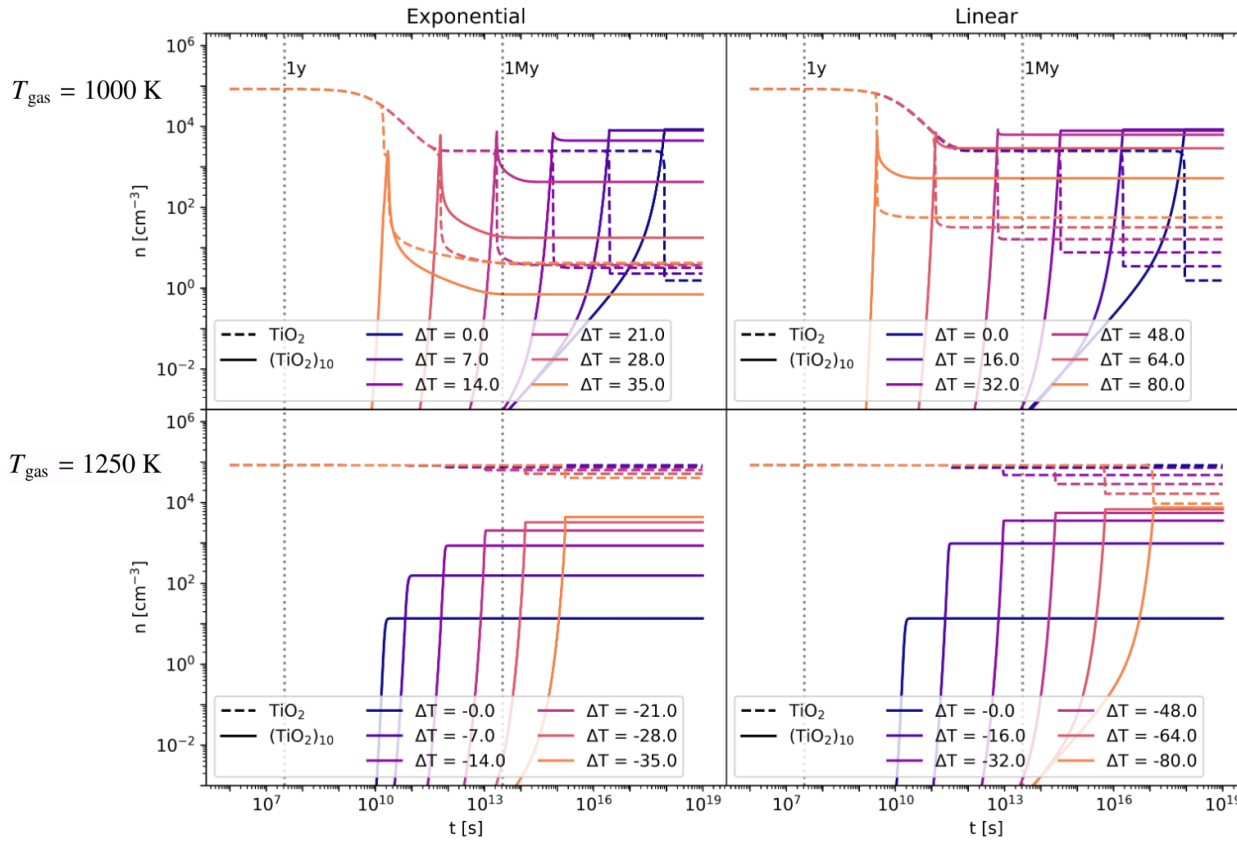 Exponential
Linear
10⁶
10⁴
10²
10⁰
10⁻²
n [cm⁻³]
T_gas = 1000 K
1y
1My
1y
1My
TiO₂
(TiO₂)₁₀
ΔT = 0.0
ΔT = 7.0
ΔT = 14.0
ΔT = 21.0
ΔT = 28.0
ΔT = 35.0
TiO₂
(TiO₂)₁₀
ΔT = 0.0
ΔT = 16.0
ΔT = 32.0
ΔT = 48.0
ΔT = 64.0
ΔT = 80.0
T_gas = 1250 K
10⁶
10⁴
10²
10⁰
10⁻²
n [cm⁻³]
TiO₂
(TiO₂)₁₀
ΔT = -0.0
ΔT = -7.0
ΔT = -14.0
ΔT = -21.0
ΔT = -28.0
ΔT = -35.0
TiO₂
(TiO₂)₁₀
ΔT = -0.0
ΔT = -16.0
ΔT = -32.0
ΔT = -48.0
ΔT = -64.0
ΔT = -80.0
10⁷ 10¹⁰ 10¹³ 10¹⁶ 10¹⁹
10⁷ 10¹⁰ 10¹³ 10¹⁶ 10¹⁹
t [s]
t [s]